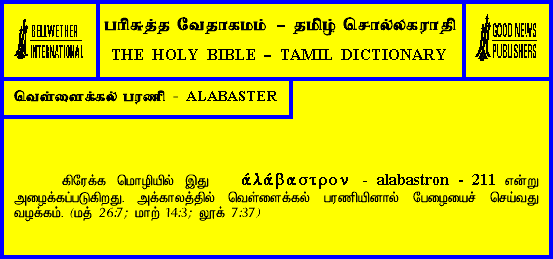 BELLWETHER
INTERNATIONAL
பரிசுத்த வேதாகமம் – தமிழ் சொல்லகராதி
THE HOLY BIBLE – TAMIL DICTIONARY
GOOD NEWS
PUBLISHERS
வெள்ளைக்கல் பரணி - ALABASTER
கிரேக்க மொழியில் இது άλάβαστρον - alabastron - 211 என்று
அழைக்கப்படுகிறது. அக்காலத்தில் வெள்ளைக்கல் பரணியினால் பேழையைச் செய்வது
வழக்கம். (மத் 26:7; மாற் 14:3; லூக் 7:37)